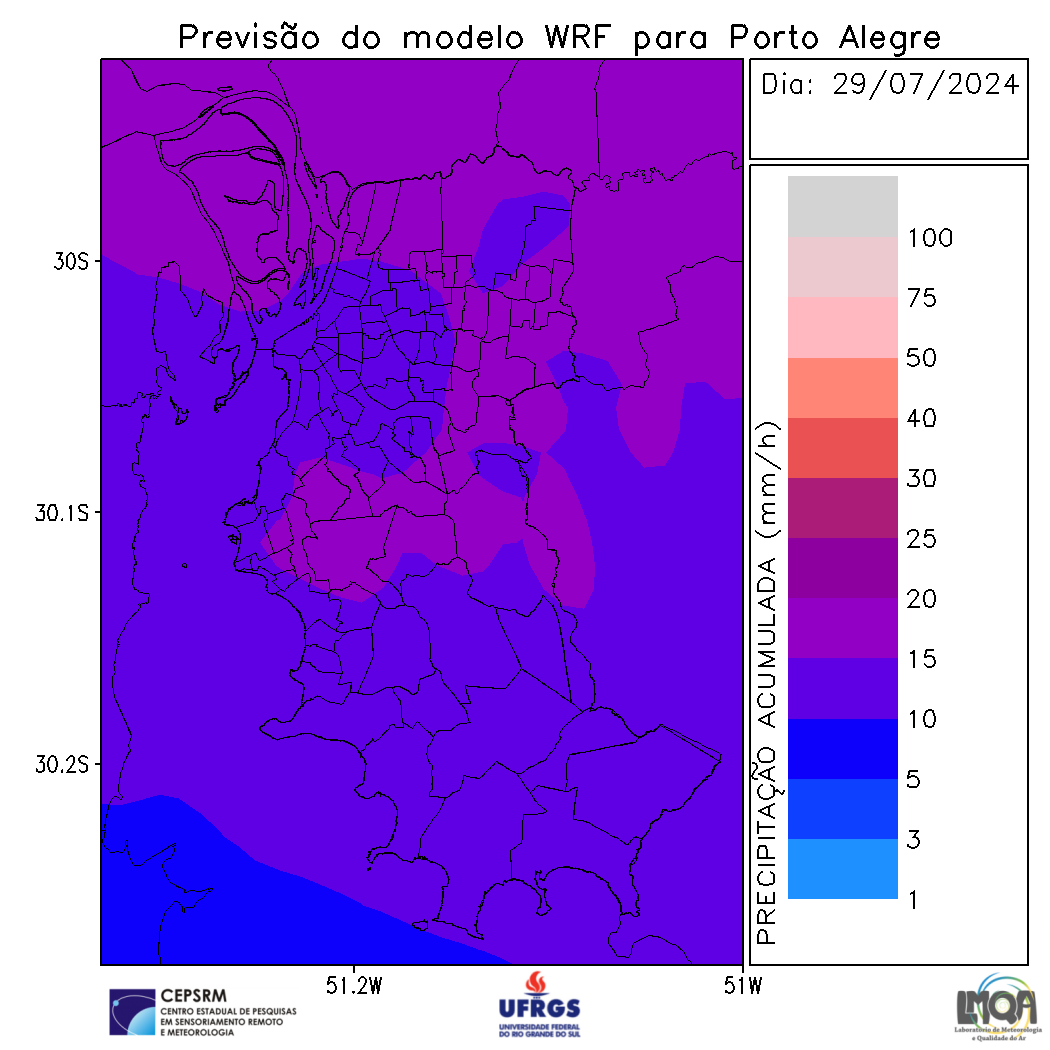 Previsão do modelo WRF para Porto Alegre
Dia: 29/07/2024
30S
30.1S
30.2S
51.2W
51W
100
75
50
40
30
25
20
15
10
5
3
1
PRECIPITAÇÃO ACUMULADA (mm/h)
CEPSRM
CENTRO ESTADUAL DE PESQUISAS
EM SENSORIAMENTO REMOTO
E METEOROLOGIA
UFRGS
UNIVERSIDADE FEDERAL
DO RIO GRANDE DO SUL
LMQA
Laboratório de Meteorologia
e Qualidade do Ar